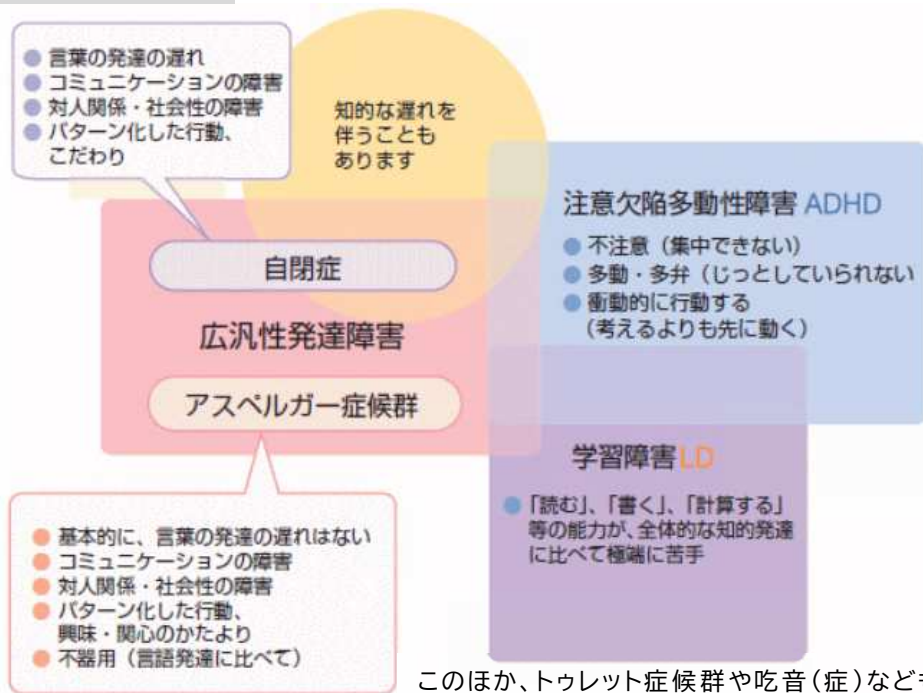 言葉の発達の遅れ
コミュニケーションの障害
対人関係・社会性の障害
パターン化した行動、
こだわり
知的な遅れを
伴うことも
あります
自閉症
広汎性発達障害
アスペルガー症候群
基本的に、言葉の発達の遅れはない
コミュニケーションの障害
対人関係・社会性の障害
パターン化した行動、
興味・関心のかたより
不器用（言語発達に比べて）
注意欠陥多動性障害 ADHD
不注意（集中できない）
多動・多弁（じっとしていられない
衝動的に行動する
（考えるよりも先に動く）
学習障害 LD
「読む」、「書く」、「計算する」
等の能力が、全体的な知的発達
に比べて極端に苦手
このほか、トゥレット症候群や吃音(症)など